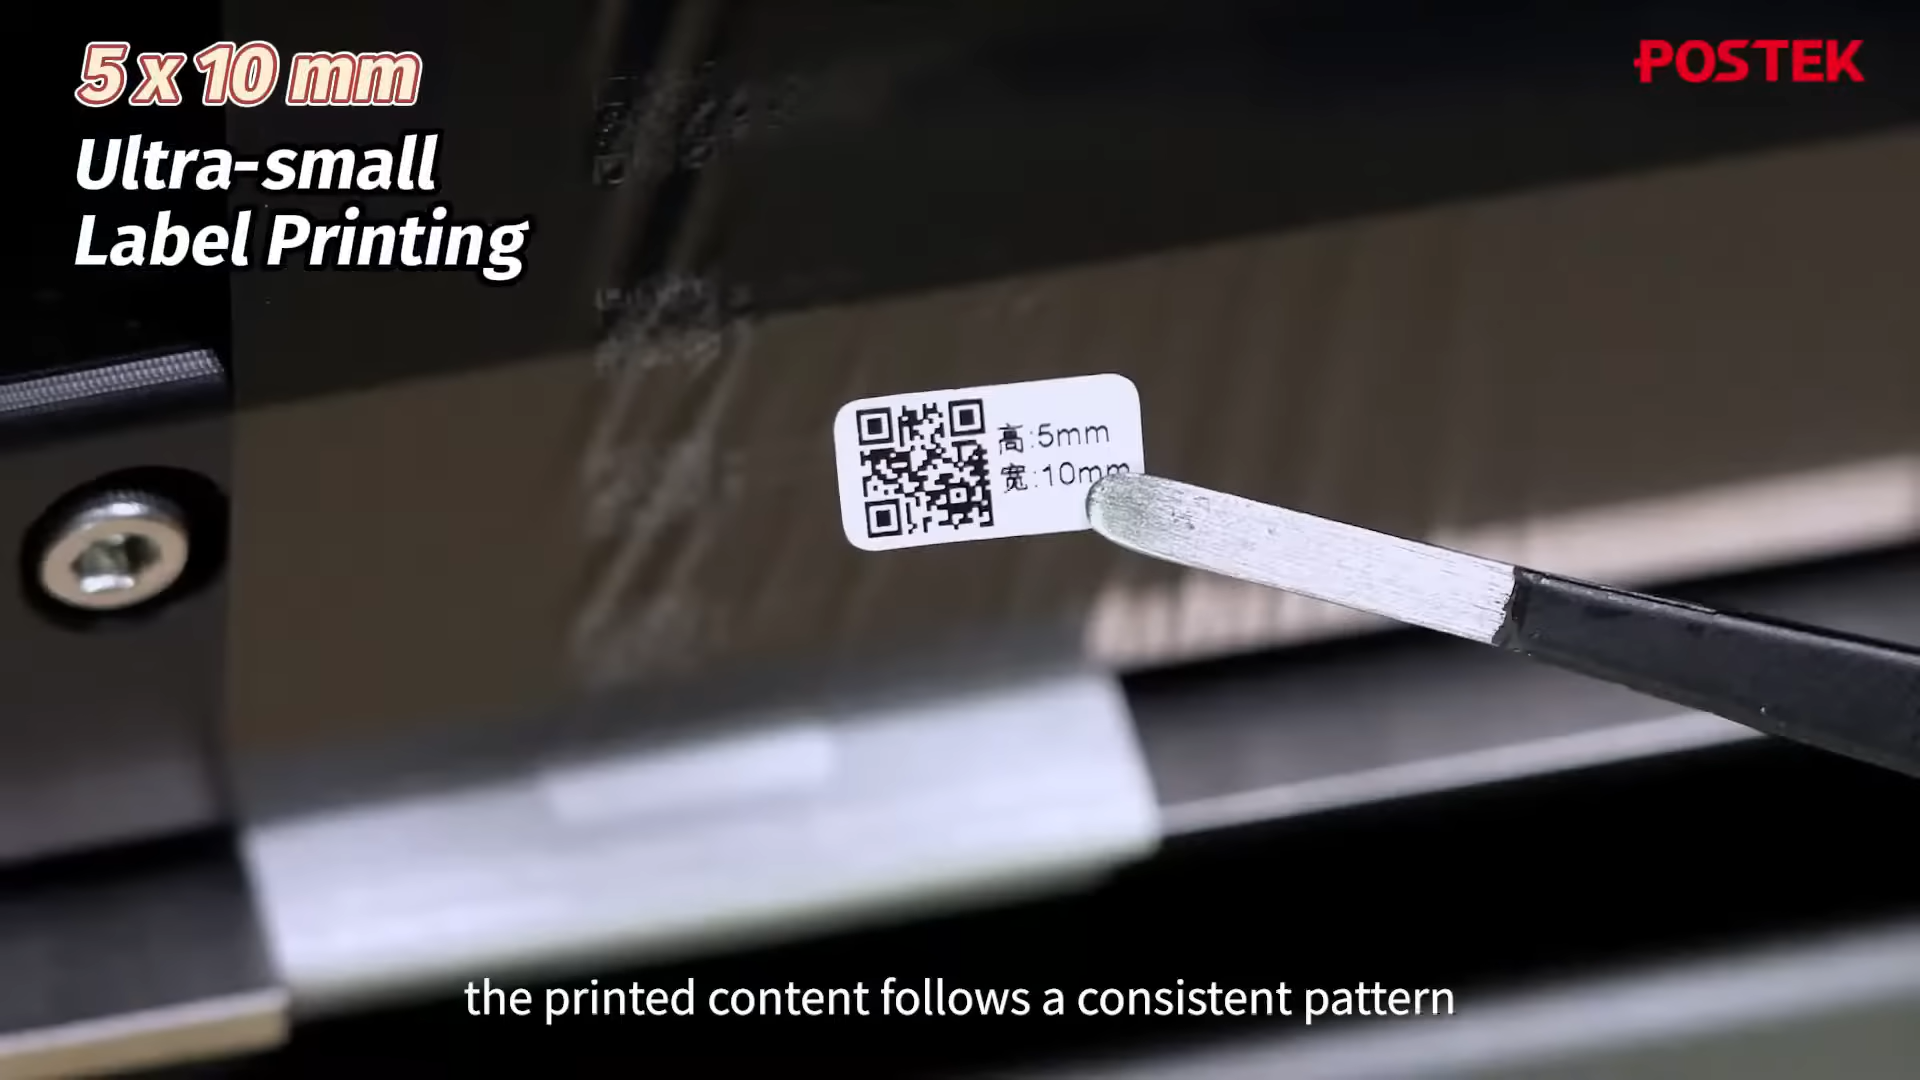 5 x 10 mm
Ultra-small
Label Printing
POSTEK
高:5mm
宽:10mm
the printed content follows a consistent pattern